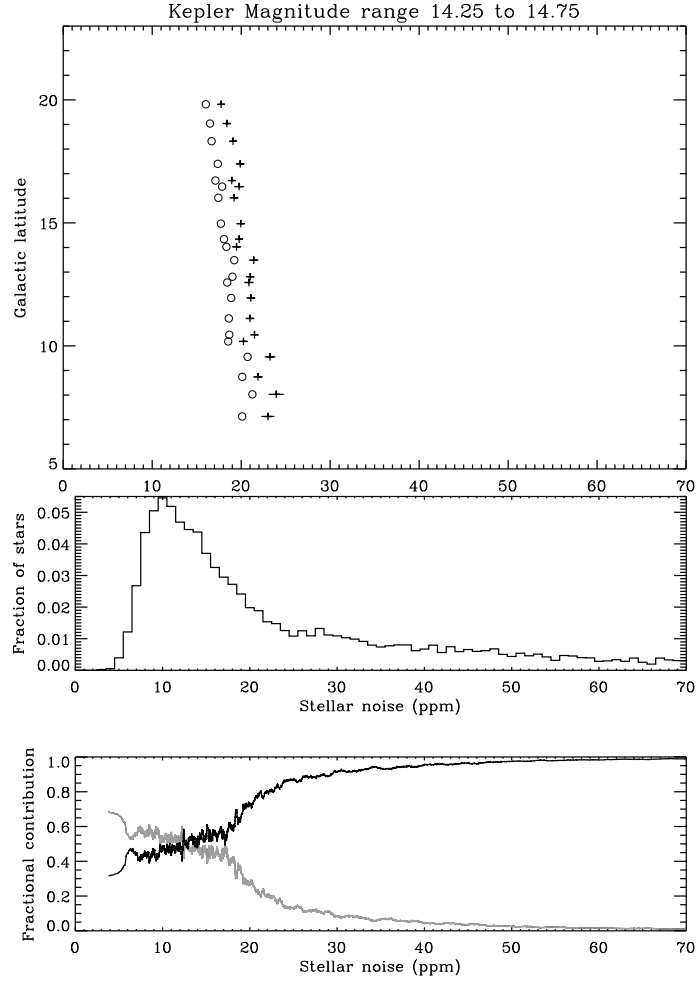 Kepler Magnitude range 14.25 to 14.75
Galactic latitude
20
15
10
5
0 10 20 30 40 50 60 70
Fraction of stars
0.05
0.04
0.03
0.02
0.01
0.00
0 10 20 30 40 50 60 70
Stellar noise (ppm)
Fractional contribution
1.0
0.8
0.6
0.4
0.2
0.0
0 10 20 30 40 50 60 70
Stellar noise (ppm)